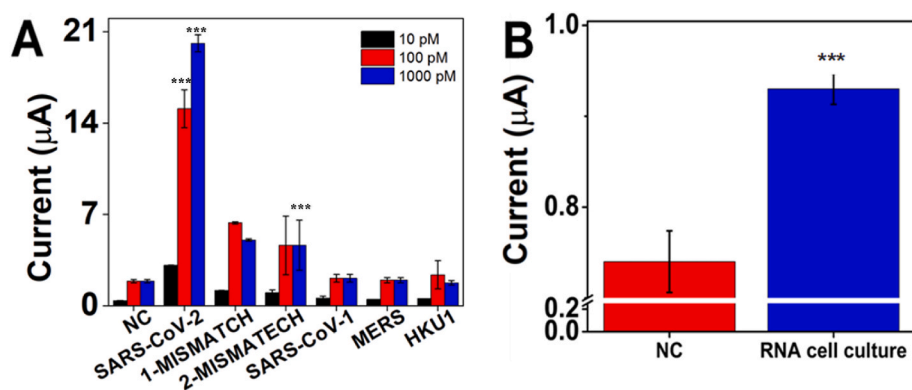 A
Current (μA)
21
14
7
0
10 pM
100 pM
1000 pM
***
***
***
NC
SARS-CoV-2
1-MISMATCH
2-MISMATECH
SARS-CoV-1
MERS
HKU1
B
Current (μA)
1.0
0.8
0.2
0.0
***
NC
RNA cell culture